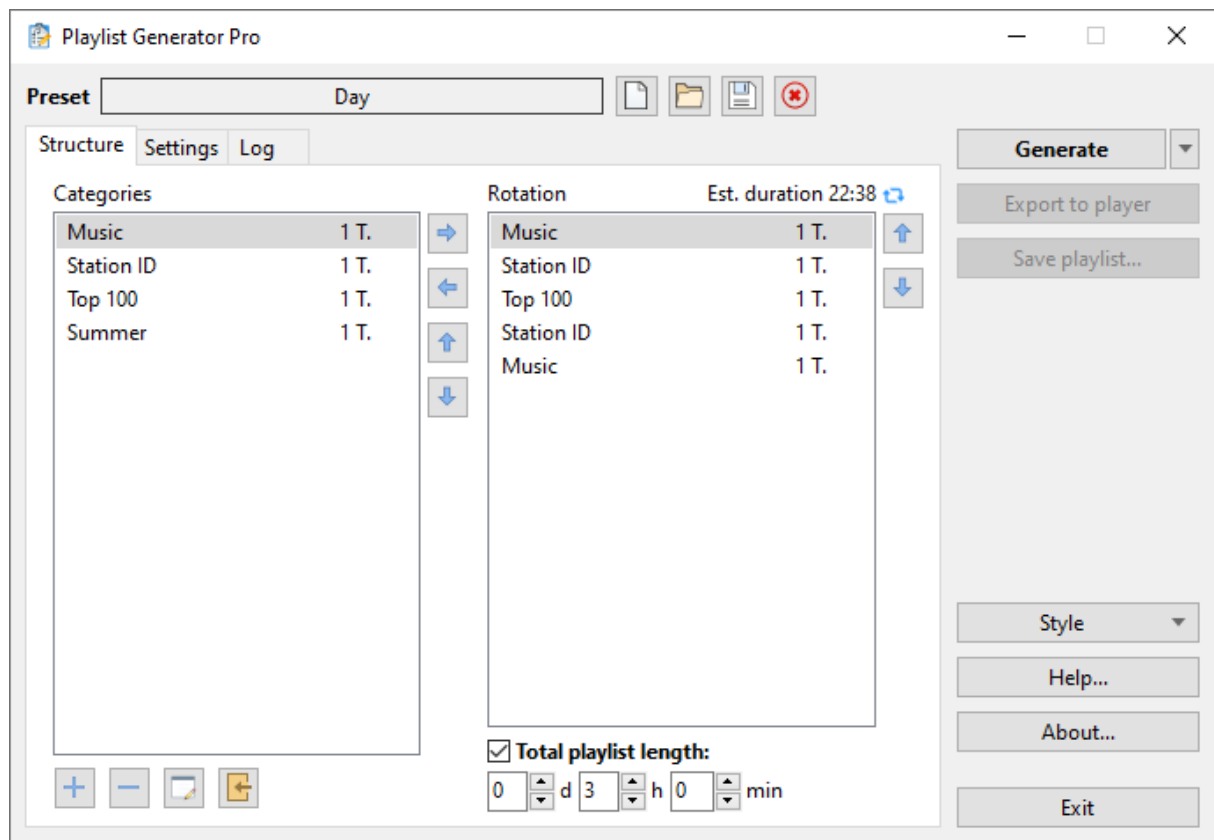 Playlist Generator Pro
Preset Day
Structure Settings Log
Generate
Export to player
Save playlist...
Categories
Music 1 T.
Station ID 1 T.
Top 100 1 T.
Summer 1 T.
Rotation Est. duration 22:38
Music 1 T.
Station ID 1 T.
Top 100 1 T.
Station ID 1 T.
Music 1 T.
Total playlist length:
0 d 3 h 0 min
Style
Help...
About...
Exit